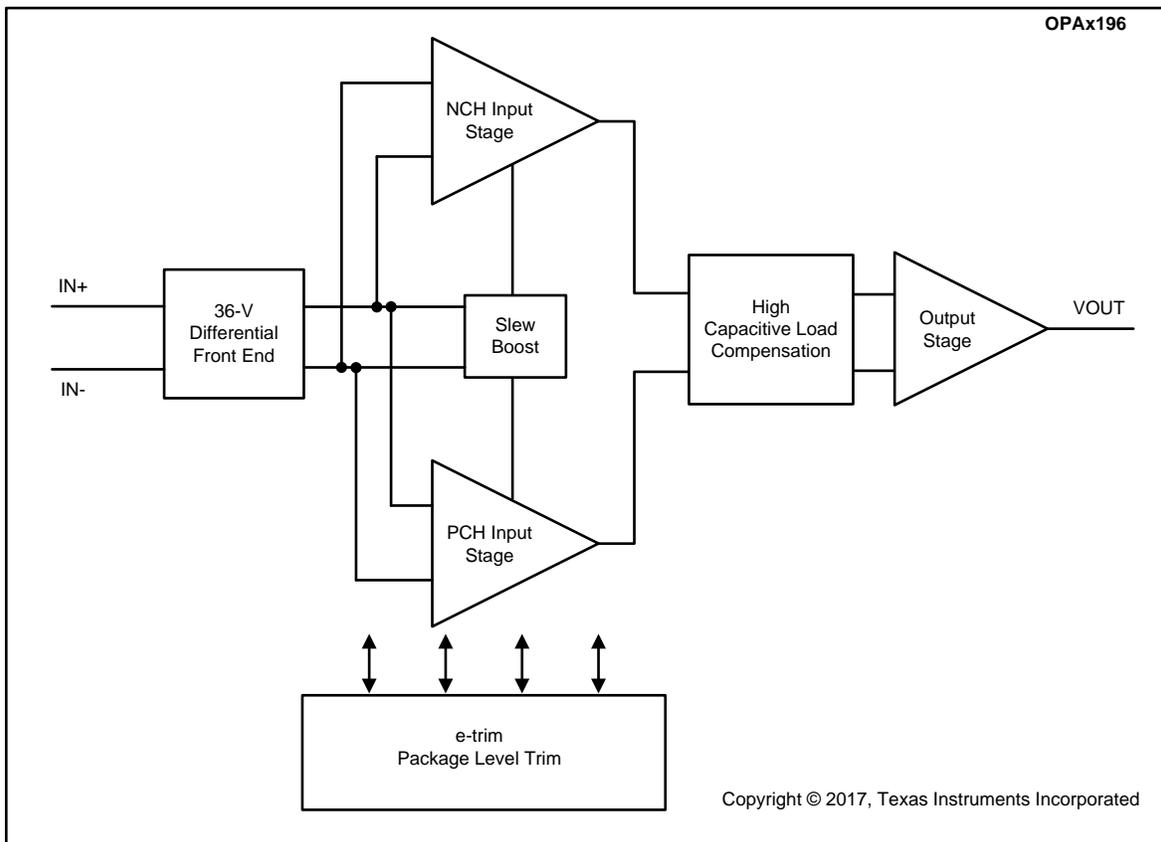 OPAx196
NCH Input
Stage
IN+
IN-
36-V
Differential
Front End
Slew
Boost
High
Capacitive Load
Compensation
Output
Stage
VOUT
PCH Input
Stage
e-trim
Package Level Trim
Copyright © 2017, Texas Instruments Incorporated